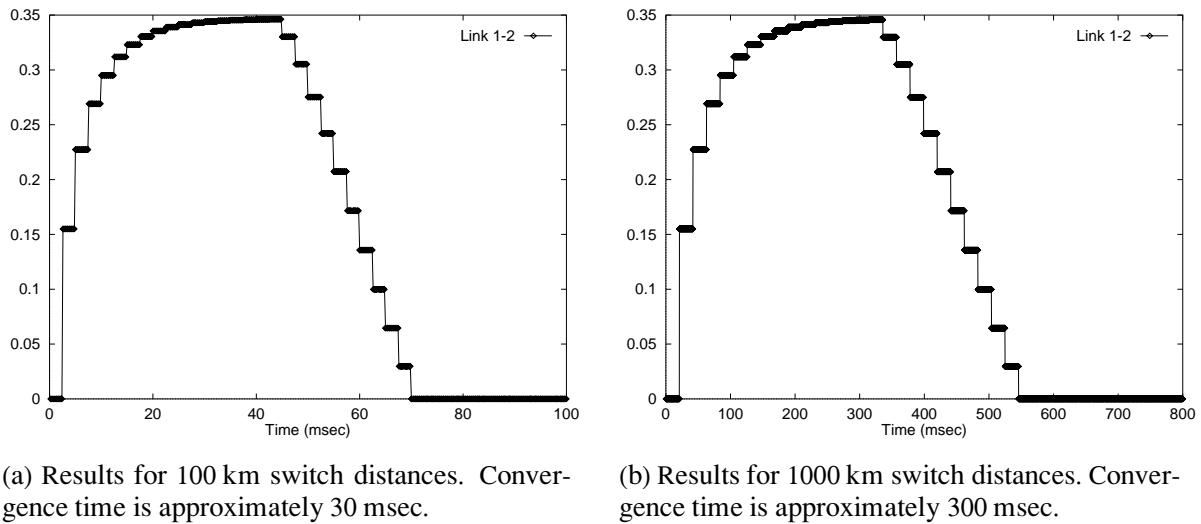 0.35
0.3
0.25
0.2
0.15
0.1
0.05
0
0 20 40 60 80 100
Time (msec)
Link 1-2
0.35
0.3
0.25
0.2
0.15
0.1
0.05
0
0 100 200 300 400 500 600 700 800
Time (msec)
Link 1-2
(a) Results for 100 km switch distances. Conver-
gence time is approximately 30 msec.
(b) Results for 1000 km switch distances. Conver-
gence time is approximately 300 msec.